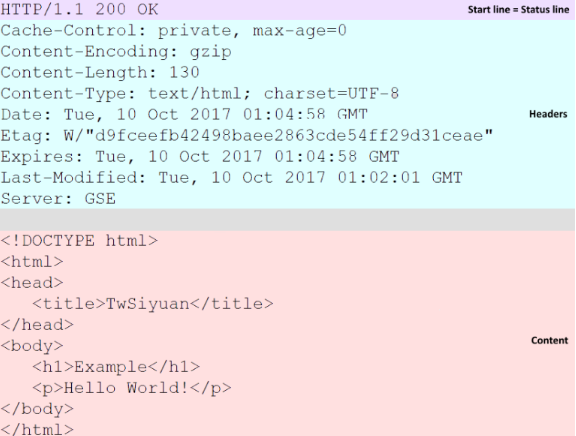 HTTP/1.1 200 OK Start line = Status line
Cache-Control: private, max-age=0
Content-Encoding: gzip
Content-Length: 130
Content-Type: text/html; charset=UTF-8
Date: Tue, 10 Oct 2017 01:04:58 GMT Headers
Etag: W/"d9fceefb42498baee2863cde54ff29d31ceae"
Expires: Tue, 10 Oct 2017 01:04:58 GMT
Last-Modified: Tue, 10 Oct 2017 01:02:01 GMT
Server: GSE
<!DOCTYPE html>
<html>
<head>
<title>TwSiyuan</title>
</head>
<body> Content
<h1>Example</h1>
<p>Hello World!</p>
</body>
</html>